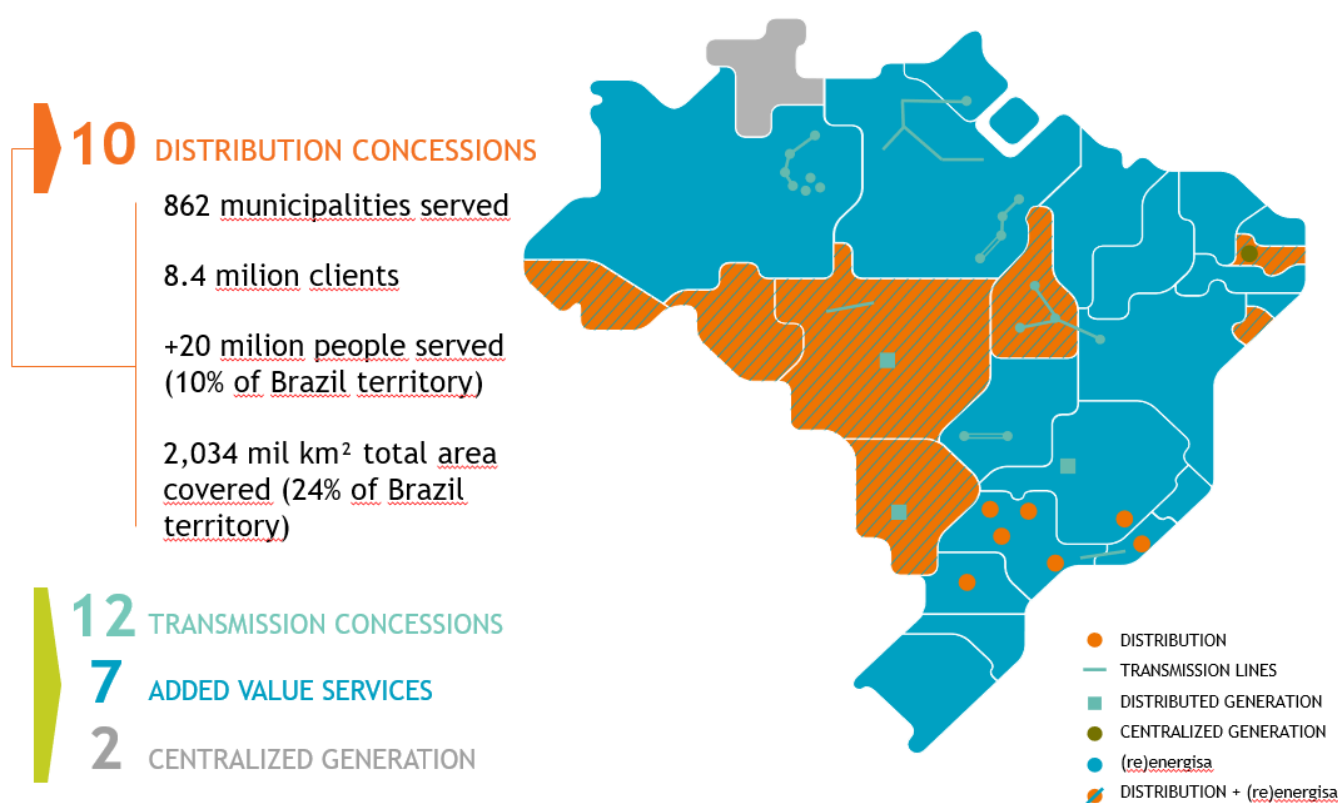 10 DISTRIBUTION CONCESSIONS
862 municipalities served
8.4 milion clients
+20 milion people served
(10% of Brazil territory)
2,034 mil km² total area
covered (24% of Brazil
territory)
12 TRANSMISSION CONCESSIONS
7 ADDED VALUE SERVICES
2 CENTRALIZED GENERATION
DISTRIBUTION
TRANSMISSION LINES
DISTRIBUTED GENERATION
CENTRALIZED GENERATION
(re)energisa
DISTRIBUTION + (re)energisa